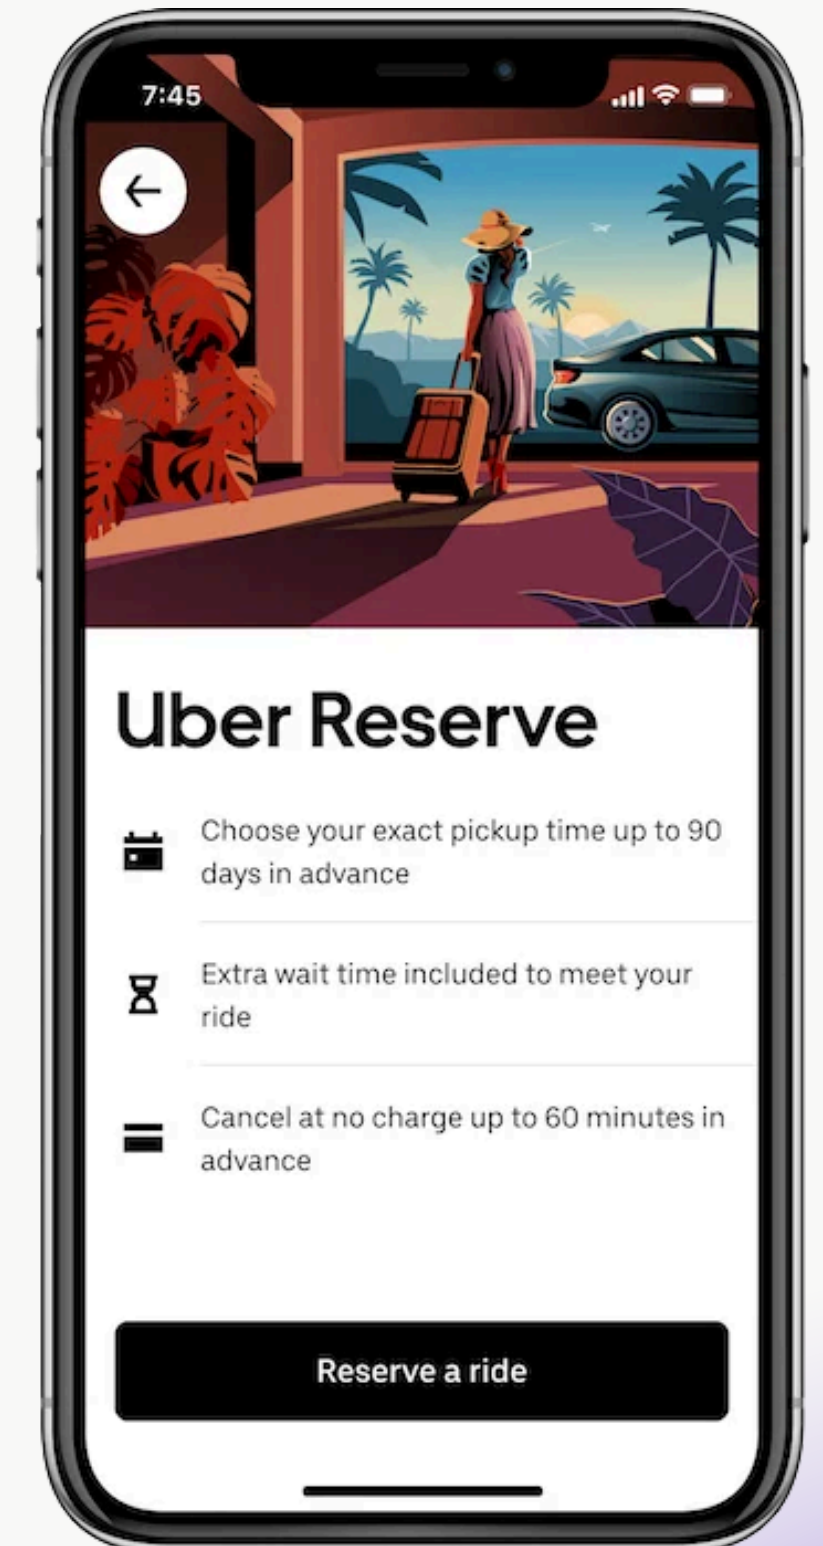 7:45
Uber Reserve
Choose your exact pickup time up to 90
days in advance
Extra wait time included to meet your
ride
Cancel at no charge up to 60 minutes in
advance
Reserve a ride